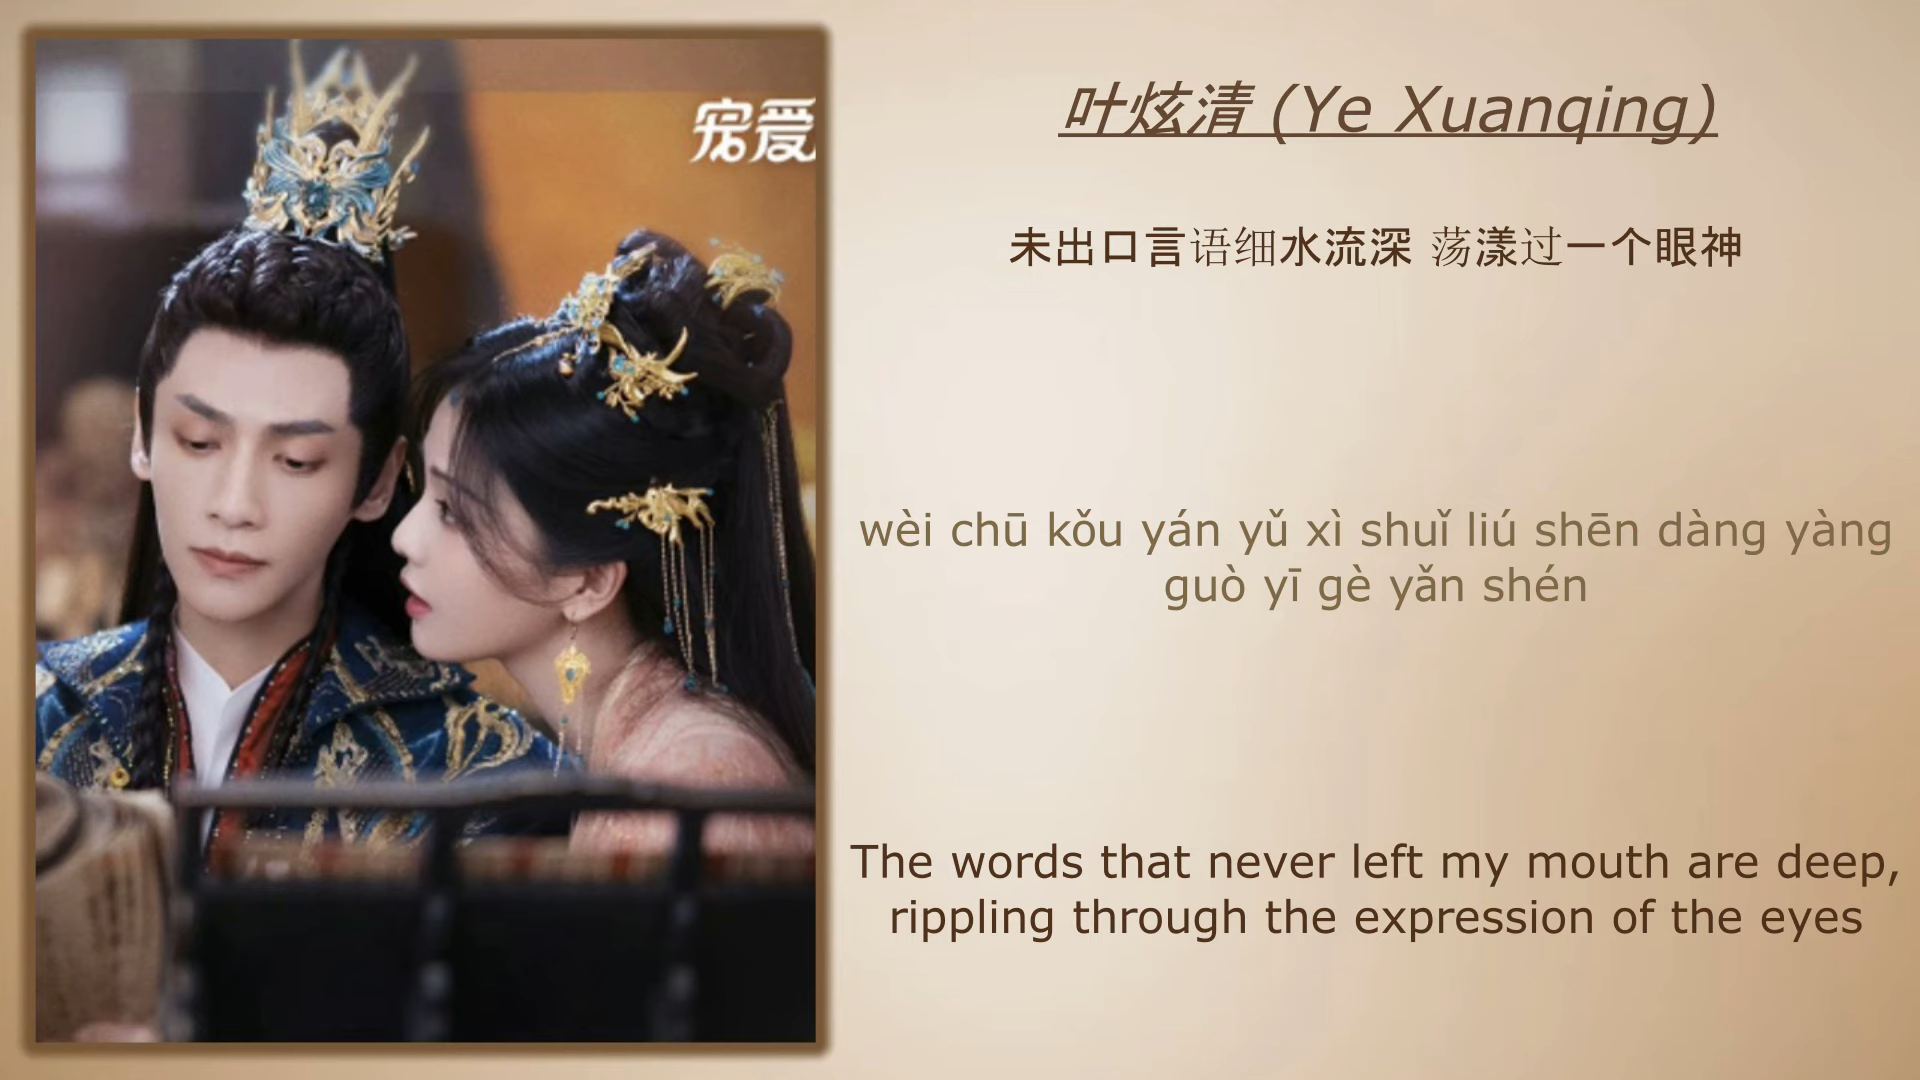 宠爱
叶炫清 (Ye Xuanqing)
未出口言语细水流深 荡漾过一个眼神
wèi chū kǒu yán yǔ xì shuǐ liú shēn dàng yàng
guò yī gè yǎn shén
The words that never left my mouth are deep,
rippling through the expression of the eyes